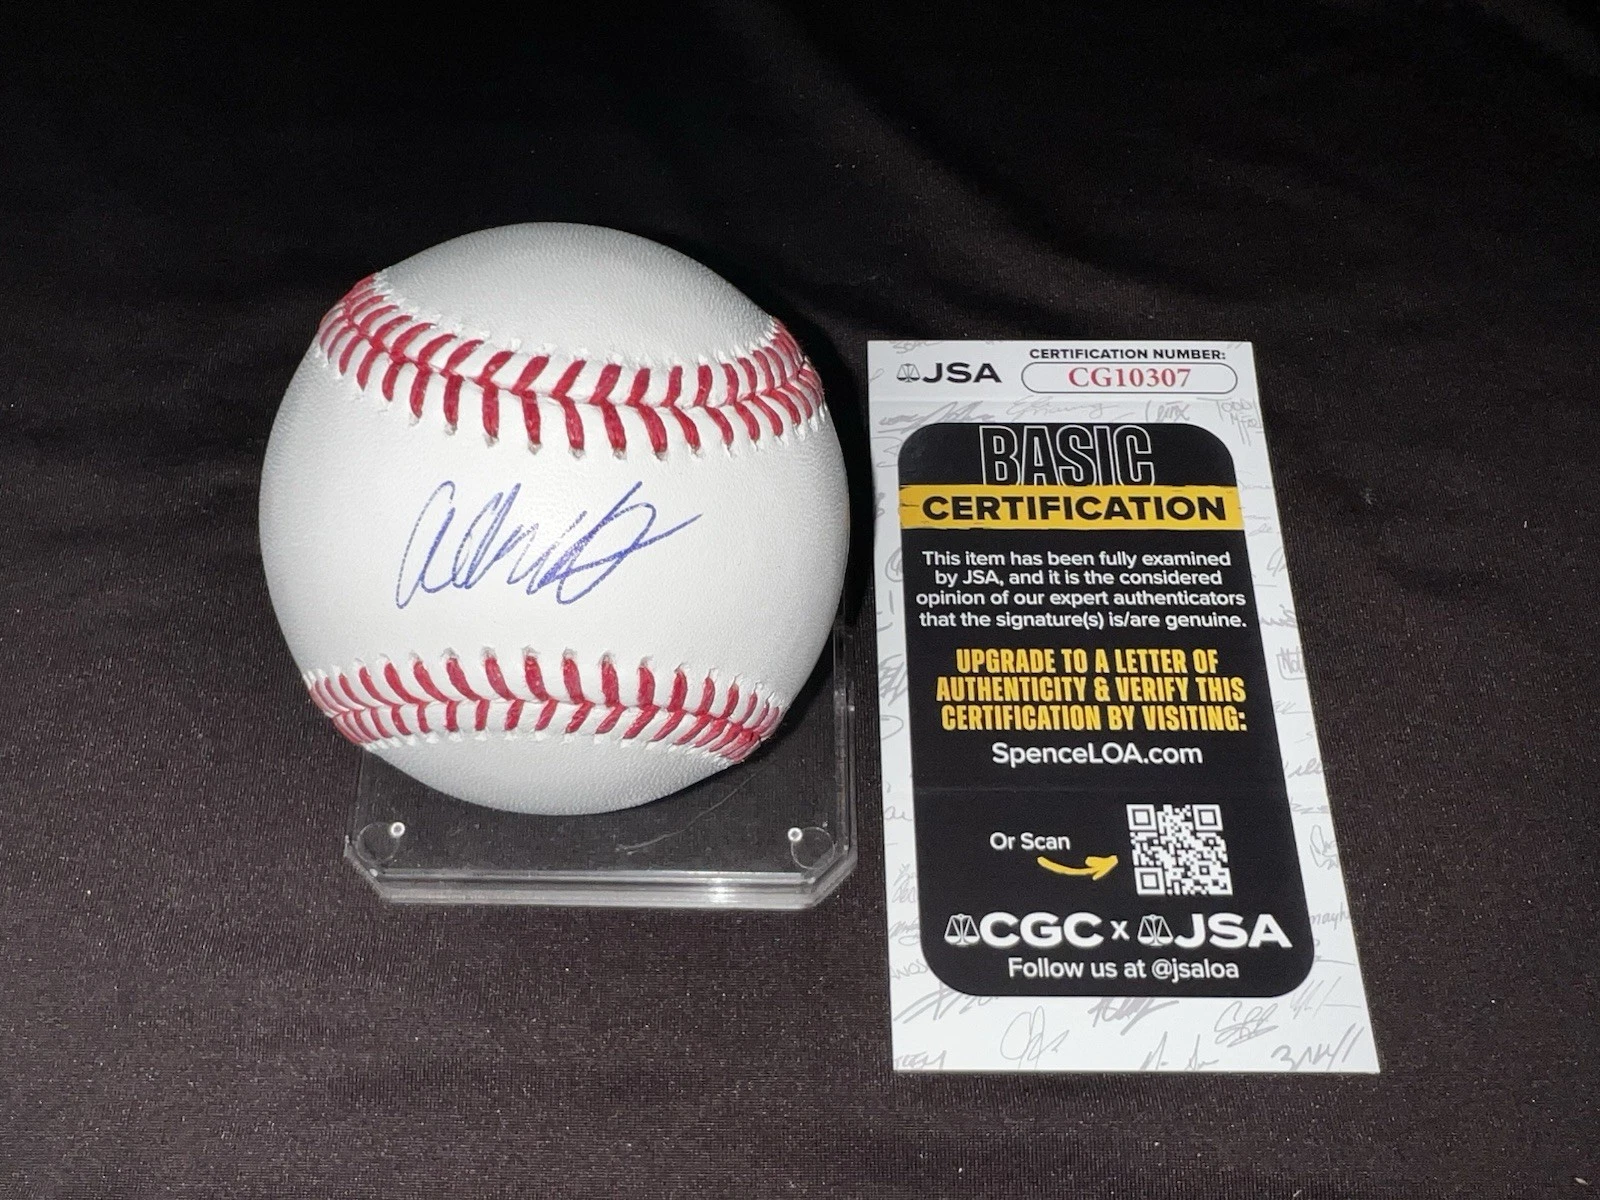 JSA
CERTIFICATION NUMBER:
CG10307
BASIC
CERTIFICATION
This item has been fully examined
by JSA, and it is the considered
opinion of our expert authenticators
that the signature(s) is/are genuine.
UPGRADE TO A LETTER OF
AUTHENTICITY & VERIFY THIS
CERTIFICATION BY VISITING:
SpenceLOA.com
Or Scan
CGC x JSA
Follow us at @jsaloa